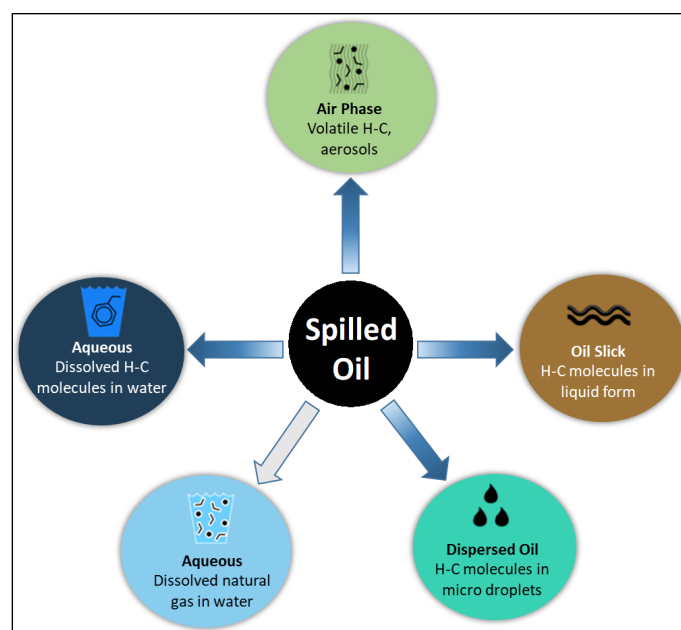 Air Phase
Volatile H-C,
aerosols
Spilled
Oil
Aqueous
Dissolved H-C
molecules in water
Oil Slick
H-C molecules in
liquid form
Aqueous
Dissolved natural
gas in water
Dispersed Oil
H-C molecules in
micro droplets